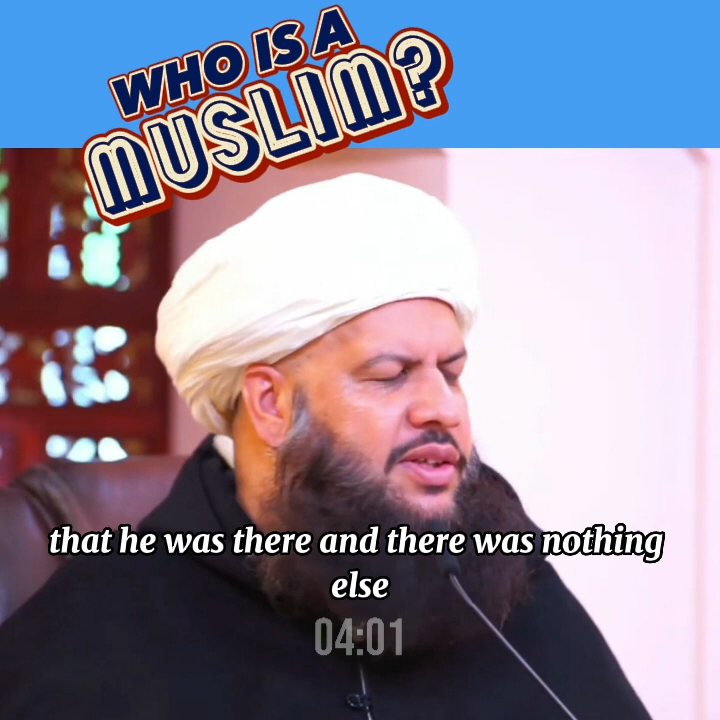 WHO IS A
MUSLIM?
that he was there and there was nothing
else
04:01